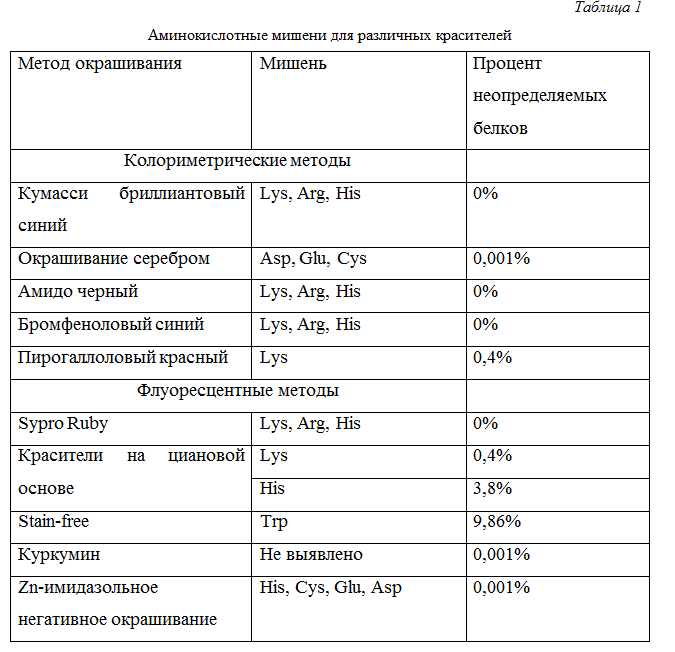 Таблица 1
Аминокислотные мишени для различных красителей
Метод окрашивания
Мишень
Процент
неопределяемых
белков
Колориметрические методы
Кумасси бриллиантовый
синий
Lys, Arg, His
0%
Окрашивание серебром
Asp, Glu, Cys
0,001%
Амидо черный
Lys, Arg, His
0%
Бромфеноловый синий
Lys, Arg, His
0%
Пирогаллоловый красный
Lys
0,4%
Флуоресцентные методы
Sypro Ruby
Lys, Arg, His
0%
Красители на циановой
основе
Lys
0,4%
His
3,8%
Stain-free
Trp
9,86%
Куркумин
Не выявлено
0,001%
Zn-имидазольное
негативное окрашивание
His, Cys, Glu, Asp
0,001%